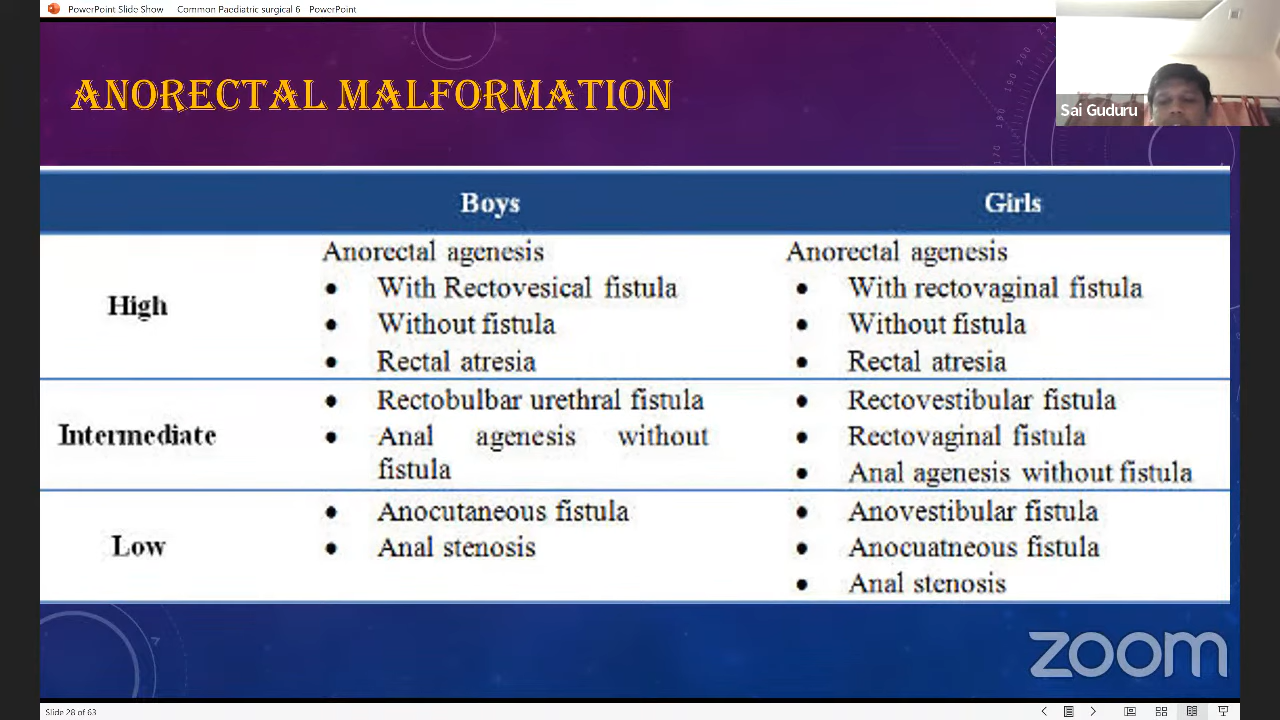 PowerPoint Slide Show Common Paediatric surgical 6 - PowerPoint
ANORECTAL MALFORMATION
Sai Guduru
Boys Girls
High
Anorectal agenesis
• With Rectovesical fistula
• Without fistula
• Rectal atresia
Anorectal agenesis
• With rectovaginal fistula
• Without fistula
• Rectal atresia
Intermediate
• Rectobulbar urethral fistula
• Anal agenesis without
fistula
• Rectovestibular fistula
• Rectovaginal fistula
• Anal agenesis without fistula
Low
• Anocutaneous fistula
• Anal stenosis
• Anovestibular fistula
• Anocuatneous fistula
• Anal stenosis
zoom
Slide 28 of 63